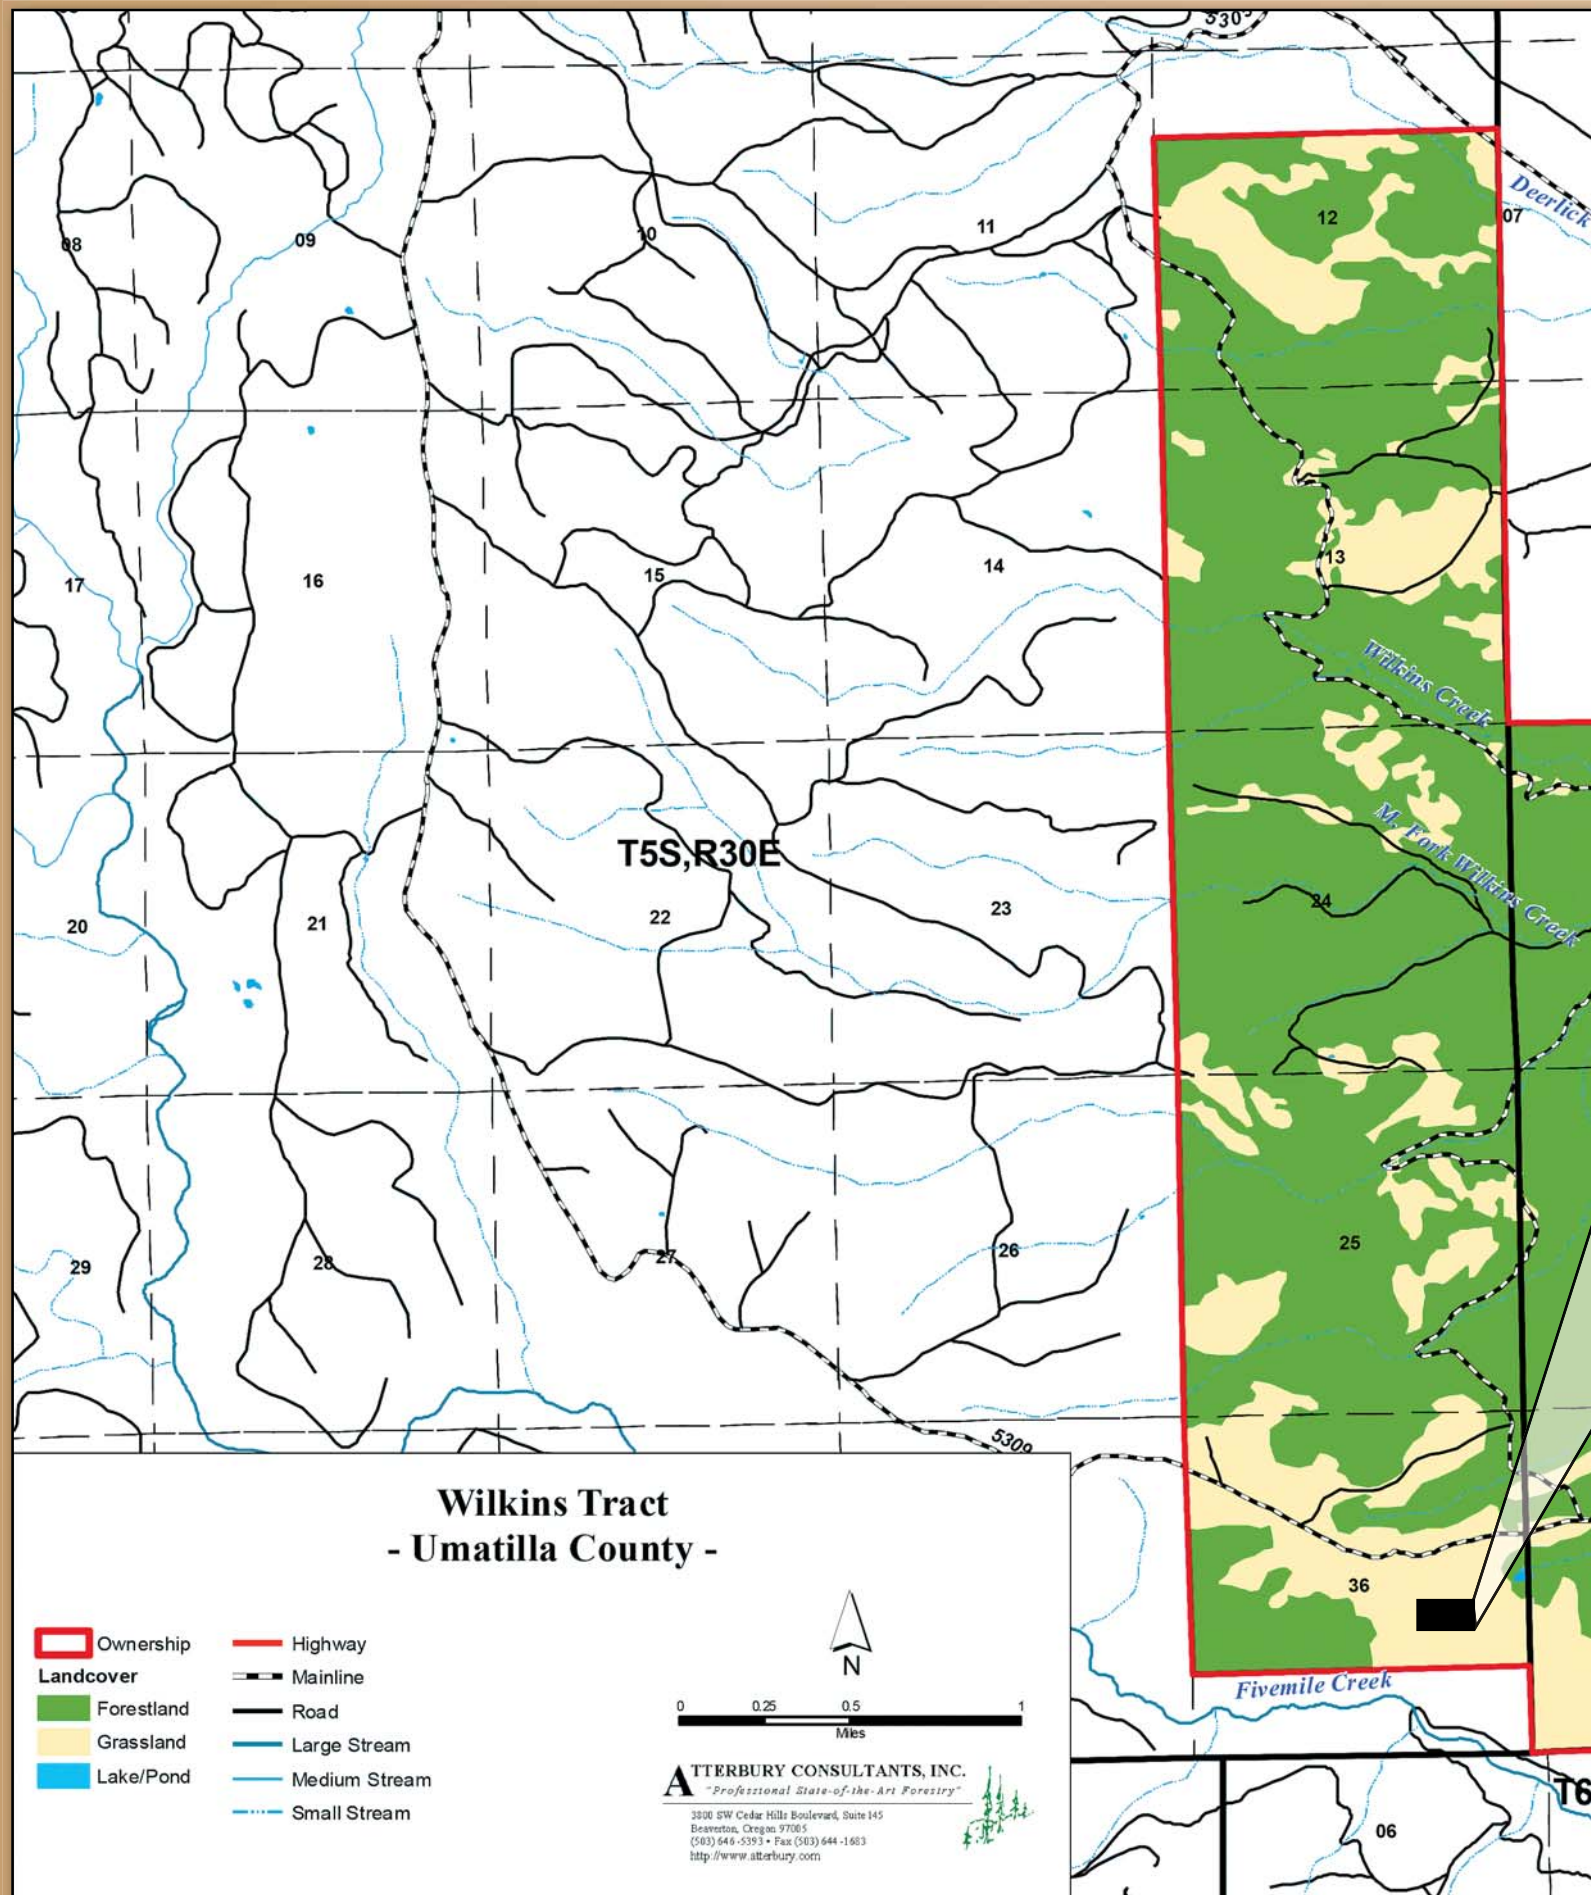 5309
Deerlick
12
07
11
08
09
10
13
14
15
16
17
Wilkins Creek
M. Fork Wilkins Creek
T5S,R30E
24
23
22
21
20
25
26
27
28
29
5309
36
Fivemile Creek
T6
06
Wilkins Tract
- Umatilla County -
Ownership
Landcover
Forestland
Grassland
Lake/Pond
Highway
Mainline
Road
Large Stream
Medium Stream
Small Stream
N
0 0.25 0.5 1
Miles
ATTERBURY CONSULTANTS, INC.
"Professional State-of-the-Art Forestry"
3800 SW Cedar Hills Boulevard, Suite 145
Beaverton, Oregon 97005
(503) 646-5393 • Fax (503) 644-1683
http://www.atterbury.com